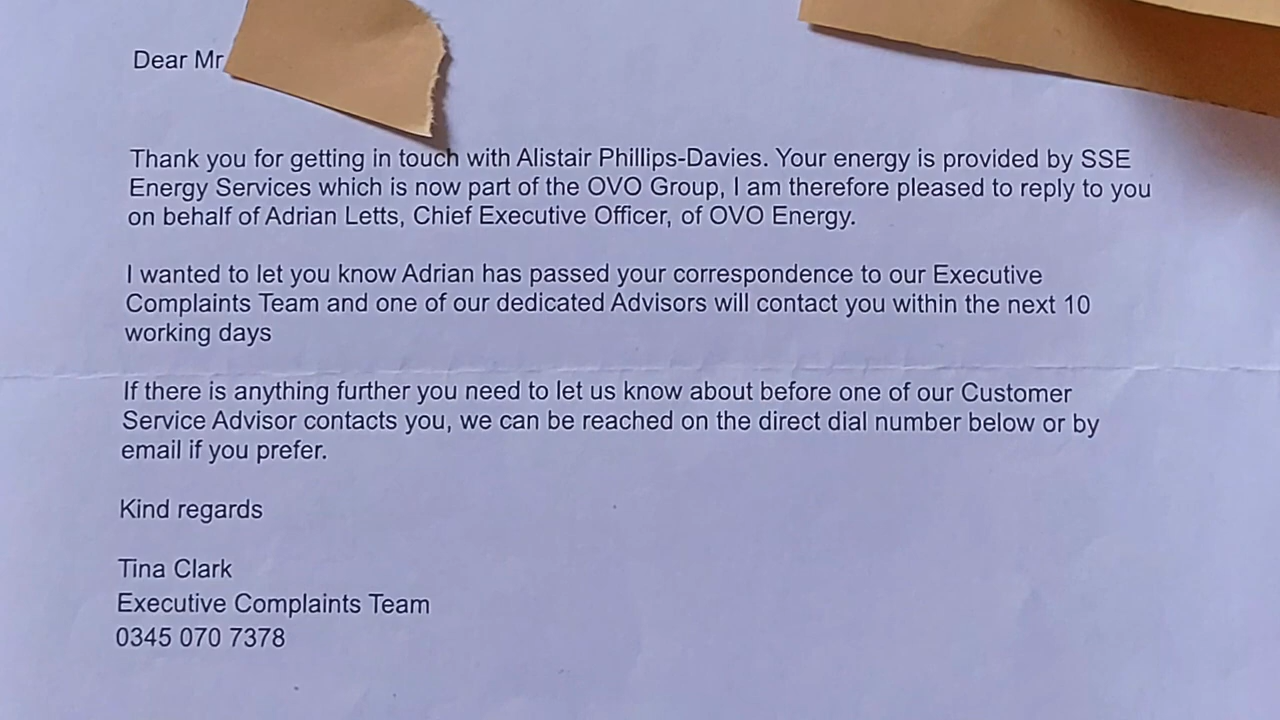 Dear Mr
Thank you for getting in touch with Alistair Phillips-Davies. Your energy is provided by SSE
Energy Services which is now part of the OVO Group, I am therefore pleased to reply to you
on behalf of Adrian Letts, Chief Executive Officer, of OVO Energy.
I wanted to let you know Adrian has passed your correspondence to our Executive
Complaints Team and one of our dedicated Advisors will contact you within the next 10
working days
If there is anything further you need to let us know about before one of our Customer
Service Advisor contacts you, we can be reached on the direct dial number below or by
email if you prefer.
Kind regards
Tina Clark
Executive Complaints Team
0345 070 7378